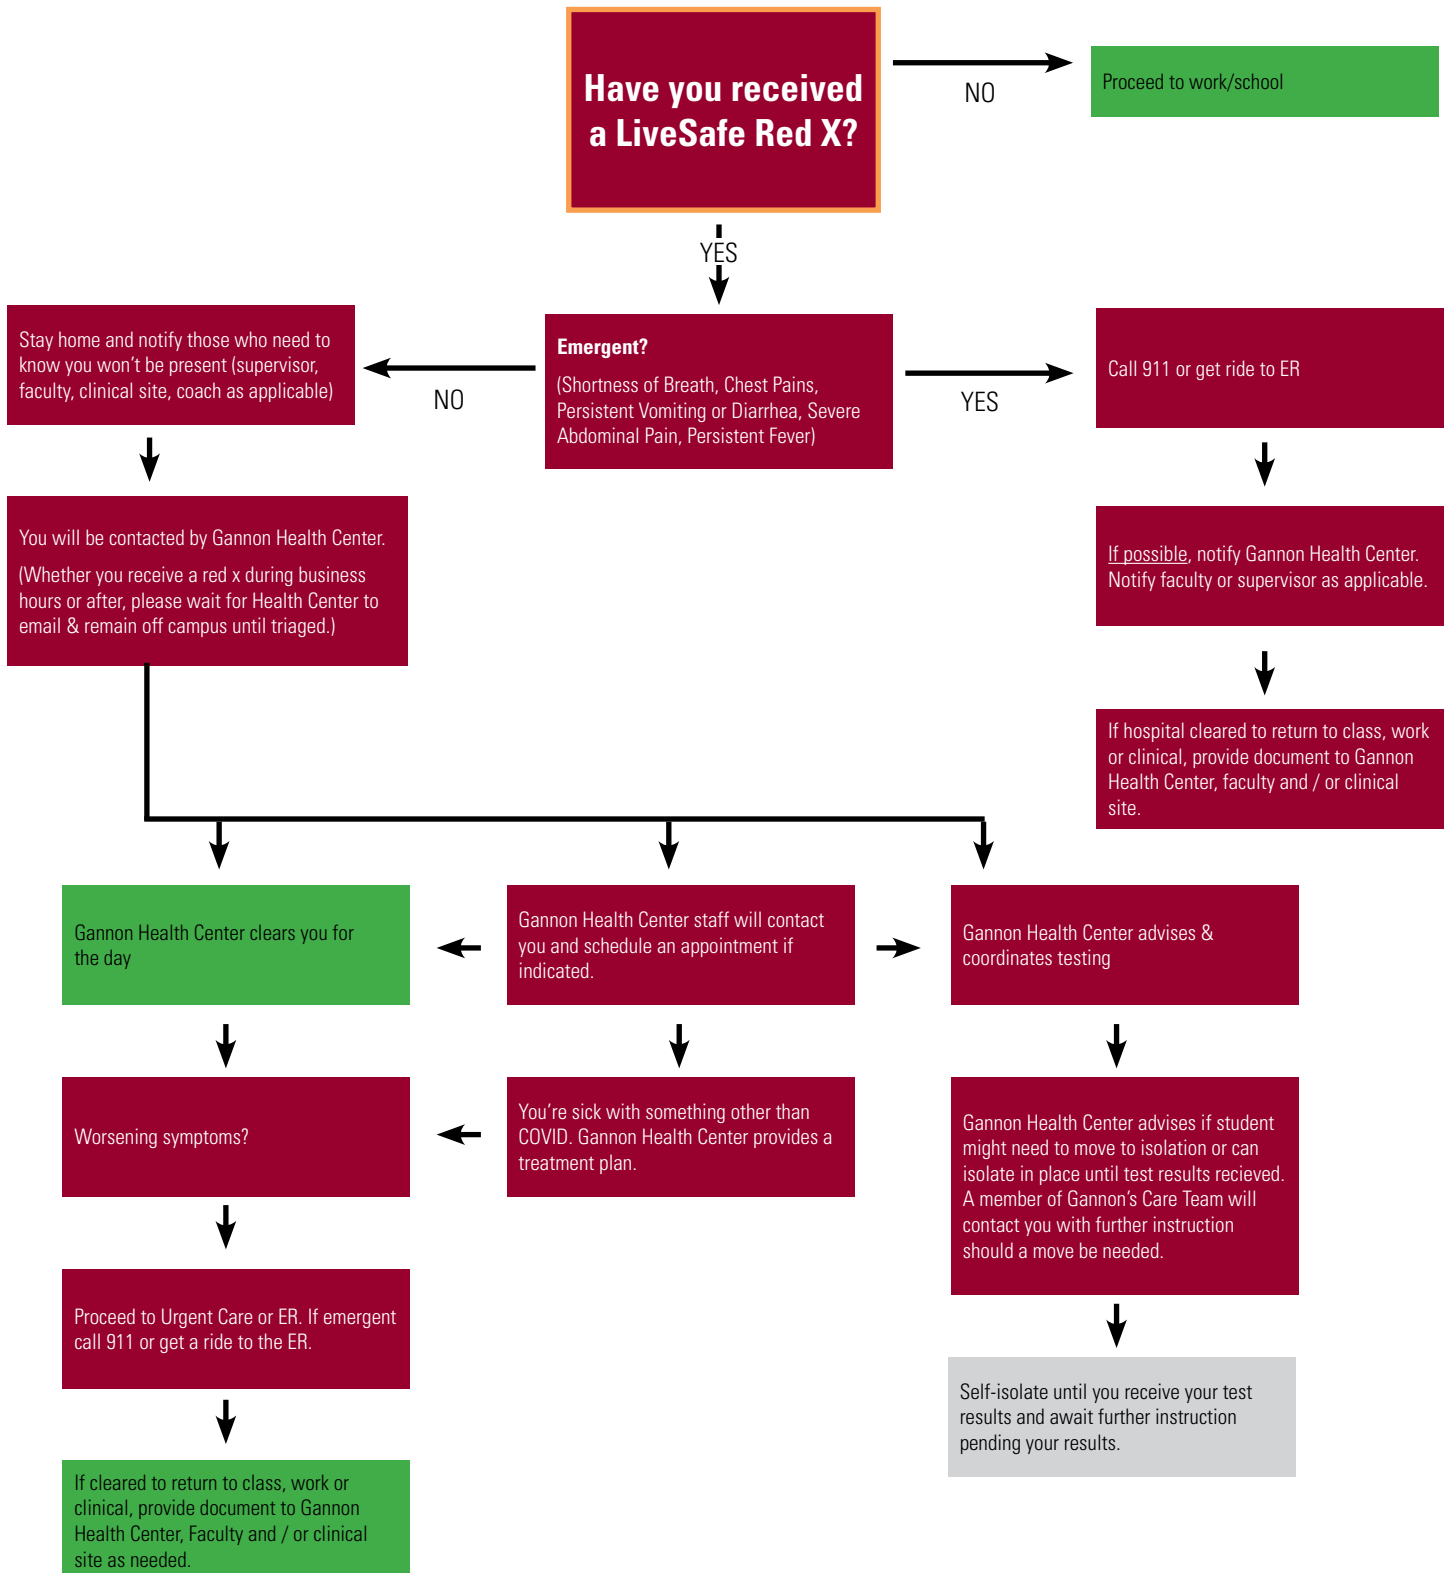 Have you received
a LiveSafe Red X?
NO
Proceed to work/school
YES
Stay home and notify those who need to
know you won't be present (supervisor,
faculty, clinical site, coach as applicable)
NO
Emergent?
(Shortness of Breath, Chest Pains,
Persistent Vomiting or Diarrhea, Severe
Abdominal Pain, Persistent Fever)
YES
Call 911 or get ride to ER
You will be contacted by Gannon Health Center.
(Whether you receive a red x during business
hours or after, please wait for Health Center to
email & remain off campus until triaged.)
If possible, notify Gannon Health Center.
Notify faculty or supervisor as applicable.
If hospital cleared to return to class, work
or clinical, provide document to Gannon
Health Center, faculty and / or clinical
site.
Gannon Health Center clears you for
the day
Gannon Health Center staff will contact
you and schedule an appointment if
indicated.
Gannon Health Center advises &
coordinates testing
Worsening symptoms?
You're sick with something other than
COVID. Gannon Health Center provides a
treatment plan.
Gannon Health Center advises if student
might need to move to isolation or can
isolate in place until test results recieved.
A member of Gannon's Care Team will
contact you with further instruction
should a move be needed.
Proceed to Urgent Care or ER. If emergent
call 911 or get a ride to the ER.
Self-isolate until you receive your test
results and await further instruction
pending your results.
If cleared to return to class, work or
clinical, provide document to Gannon
Health Center, Faculty and / or clinical
site as needed.